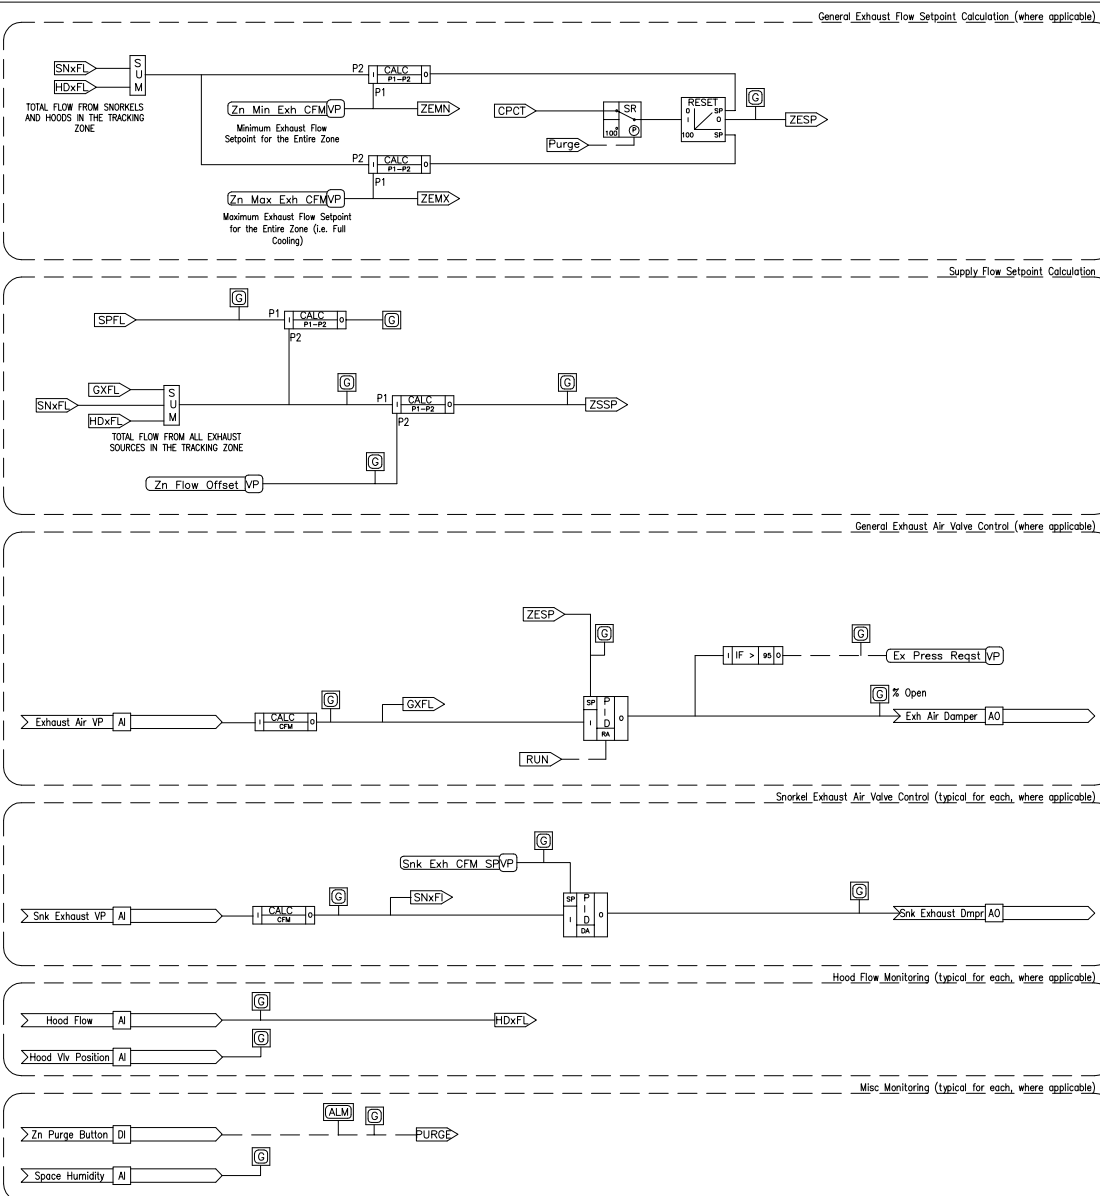 General Exhaust Flow Setpoint Calculation (where applicable)
SNxFL
HDxFL
SUM
TOTAL FLOW FROM SNORKELS
AND HOODS IN THE TRACKING
ZONE
P2
I
CALC
P1-P2
O
P1
Zn Min Exh CFM
VP
ZEMN
Minimum Exhaust Flow
Setpoint for the Entire Zone
P2
I
CALC
P1-P2
O
P1
Zn Max Exh CFM
VP
ZEMX
Maximum Exhaust Flow Setpoint
for the Entire Zone (i.e. Full
Cooling)
CPCT
SR
100
P
Purge
RESET
0
SP
I
O
100
SP
G
ZESP
Supply Flow Setpoint Calculation
G
SPFL
P1
I
CALC
P1-P2
O
G
P2
GXFL
SNxFL
HDxFL
SUM
TOTAL FLOW FROM ALL EXHAUST
SOURCES IN THE TRACKING ZONE
G
P1
I
CALC
P1-P2
O
P2
G
ZSSP
G
Zn Flow Offset
VP
General Exhaust Air Valve Control (where applicable)
ZESP
G
I
IF >
95
O
G
Ex Press Reqst
VP
Exhaust Air VP
AI
I
CALC
CFM
O
G
GXFL
SP
I
PID
RA
O
RUN
G
% Open
Exh Air Damper
AO
Snorkel Exhaust Air Valve Control (typical for each, where applicable)
Snk Exh CFM SP
VP
G
Snk Exhaust VP
AI
I
CALC
CFM
O
G
SNxFl
SP
I
PID
DA
O
G
Snk Exhaust Dmpr
AO
Hood Flow Monitoring (typical for each, where applicable)
Hood Flow
AI
G
HDxFL
Hood Vlv Position
AI
G
Misc Monitoring (typical for each, where applicable)
Zn Purge Button
DI
ALM
G
PURGE
Space Humidity
AI
G